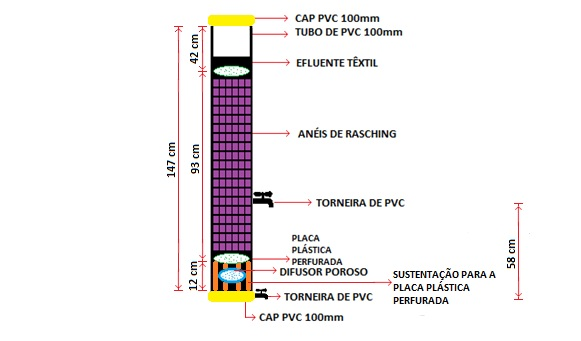 CAP PVC 100mm
TUBO DE PVC 100mm
42 cm
EFLUENTE TÊXTIL
ANÉIS DE RASCHING
147 cm
93 cm
TORNEIRA DE PVC
PLACA
PLÁSTICA
PERFURADA
58 cm
DIFUSOR POROSO
12 cm
SUSTENTAÇÃO PARA A
PLACA PLÁSTICA
PERFURADA
TORNEIRA DE PVC
CAP PVC 100mm